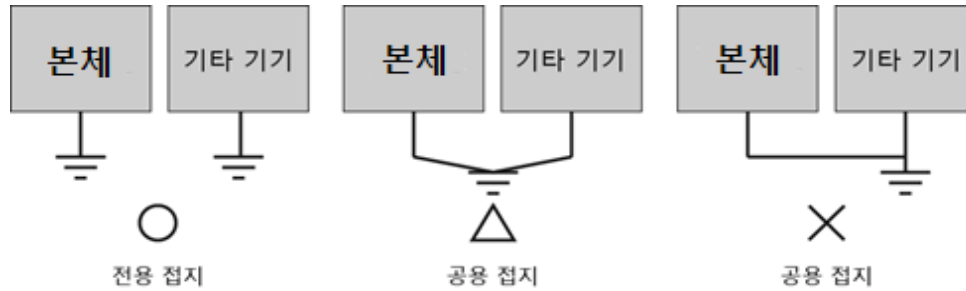 본체 기타 기기 본체 기타 기기 본체 기타 기기
전용 접지 공용 접지 공용 접지